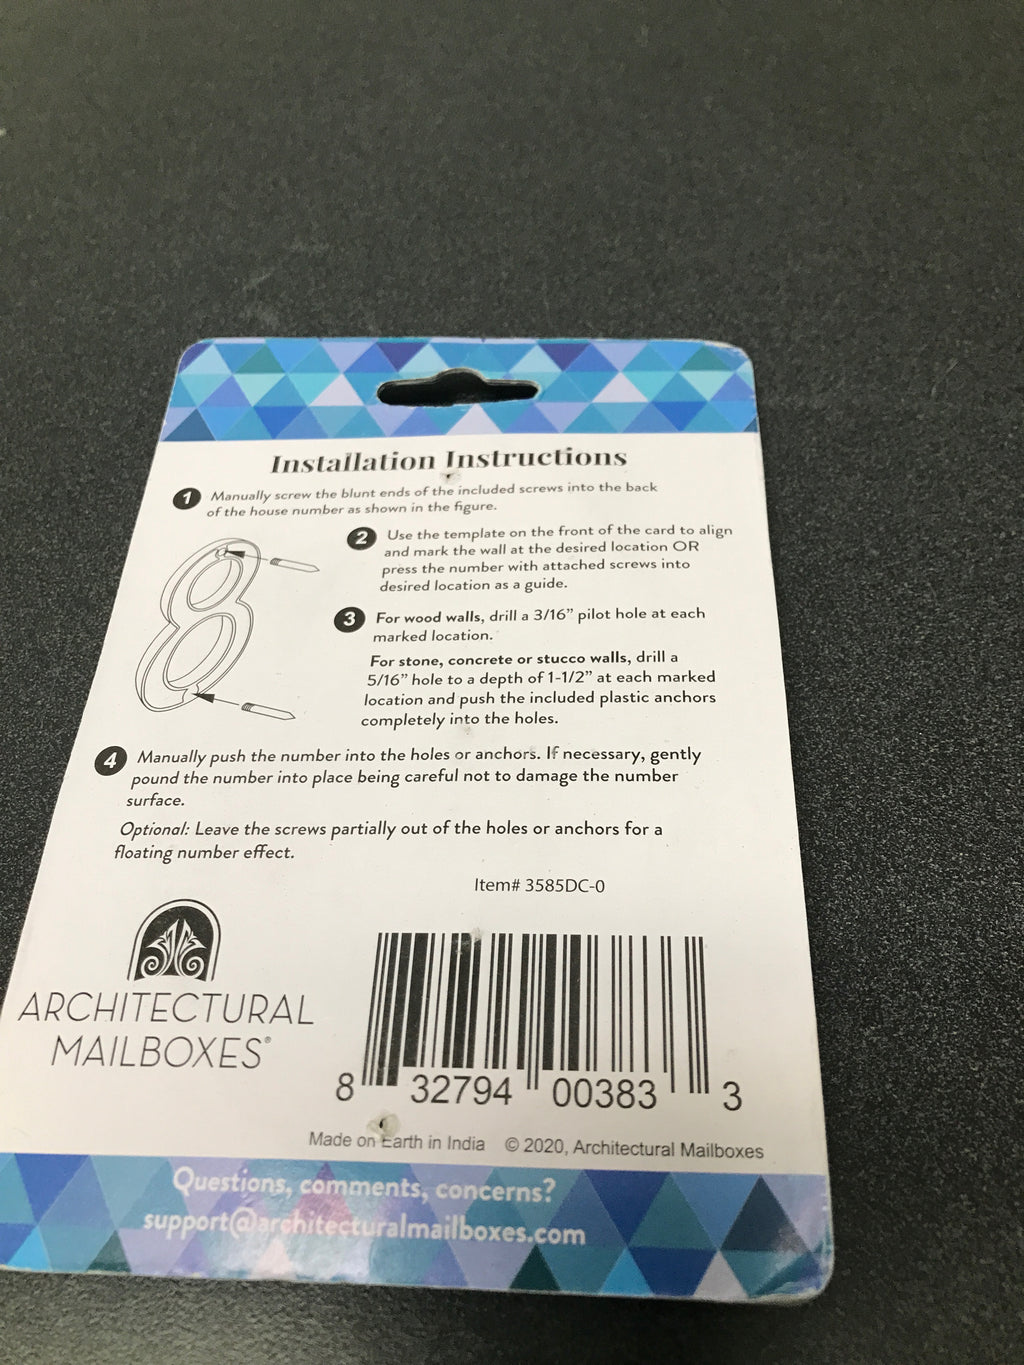 Installation Instructions
1 Manually screw the blunt ends of the included screws into the back
of the house number as shown in the figure.
2 Use the template on the front of the card to align
and mark the wall at the desired location OR
press the number with attached screws into
desired location as a guide.
3 For wood walls, drill a 3/16” pilot hole at each
marked location.
For stone, concrete or stucco walls, drill a
5/16” hole to a depth of 1-1/2” at each marked
location and push the included plastic anchors
completely into the holes.
4 Manually push the number into the holes or anchors. If necessary, gently
pound the number into place being careful not to damage the number
surface.
Optional: Leave the screws partially out of the holes or anchors for a
floating number effect.
Item# 3585DC-0
ARCHITECTURAL
MAILBOXES®
8 32794 00383 3
Made on Earth in India © 2020, Architectural Mailboxes
Questions, comments, concerns?
support@architecturalmailboxes.com